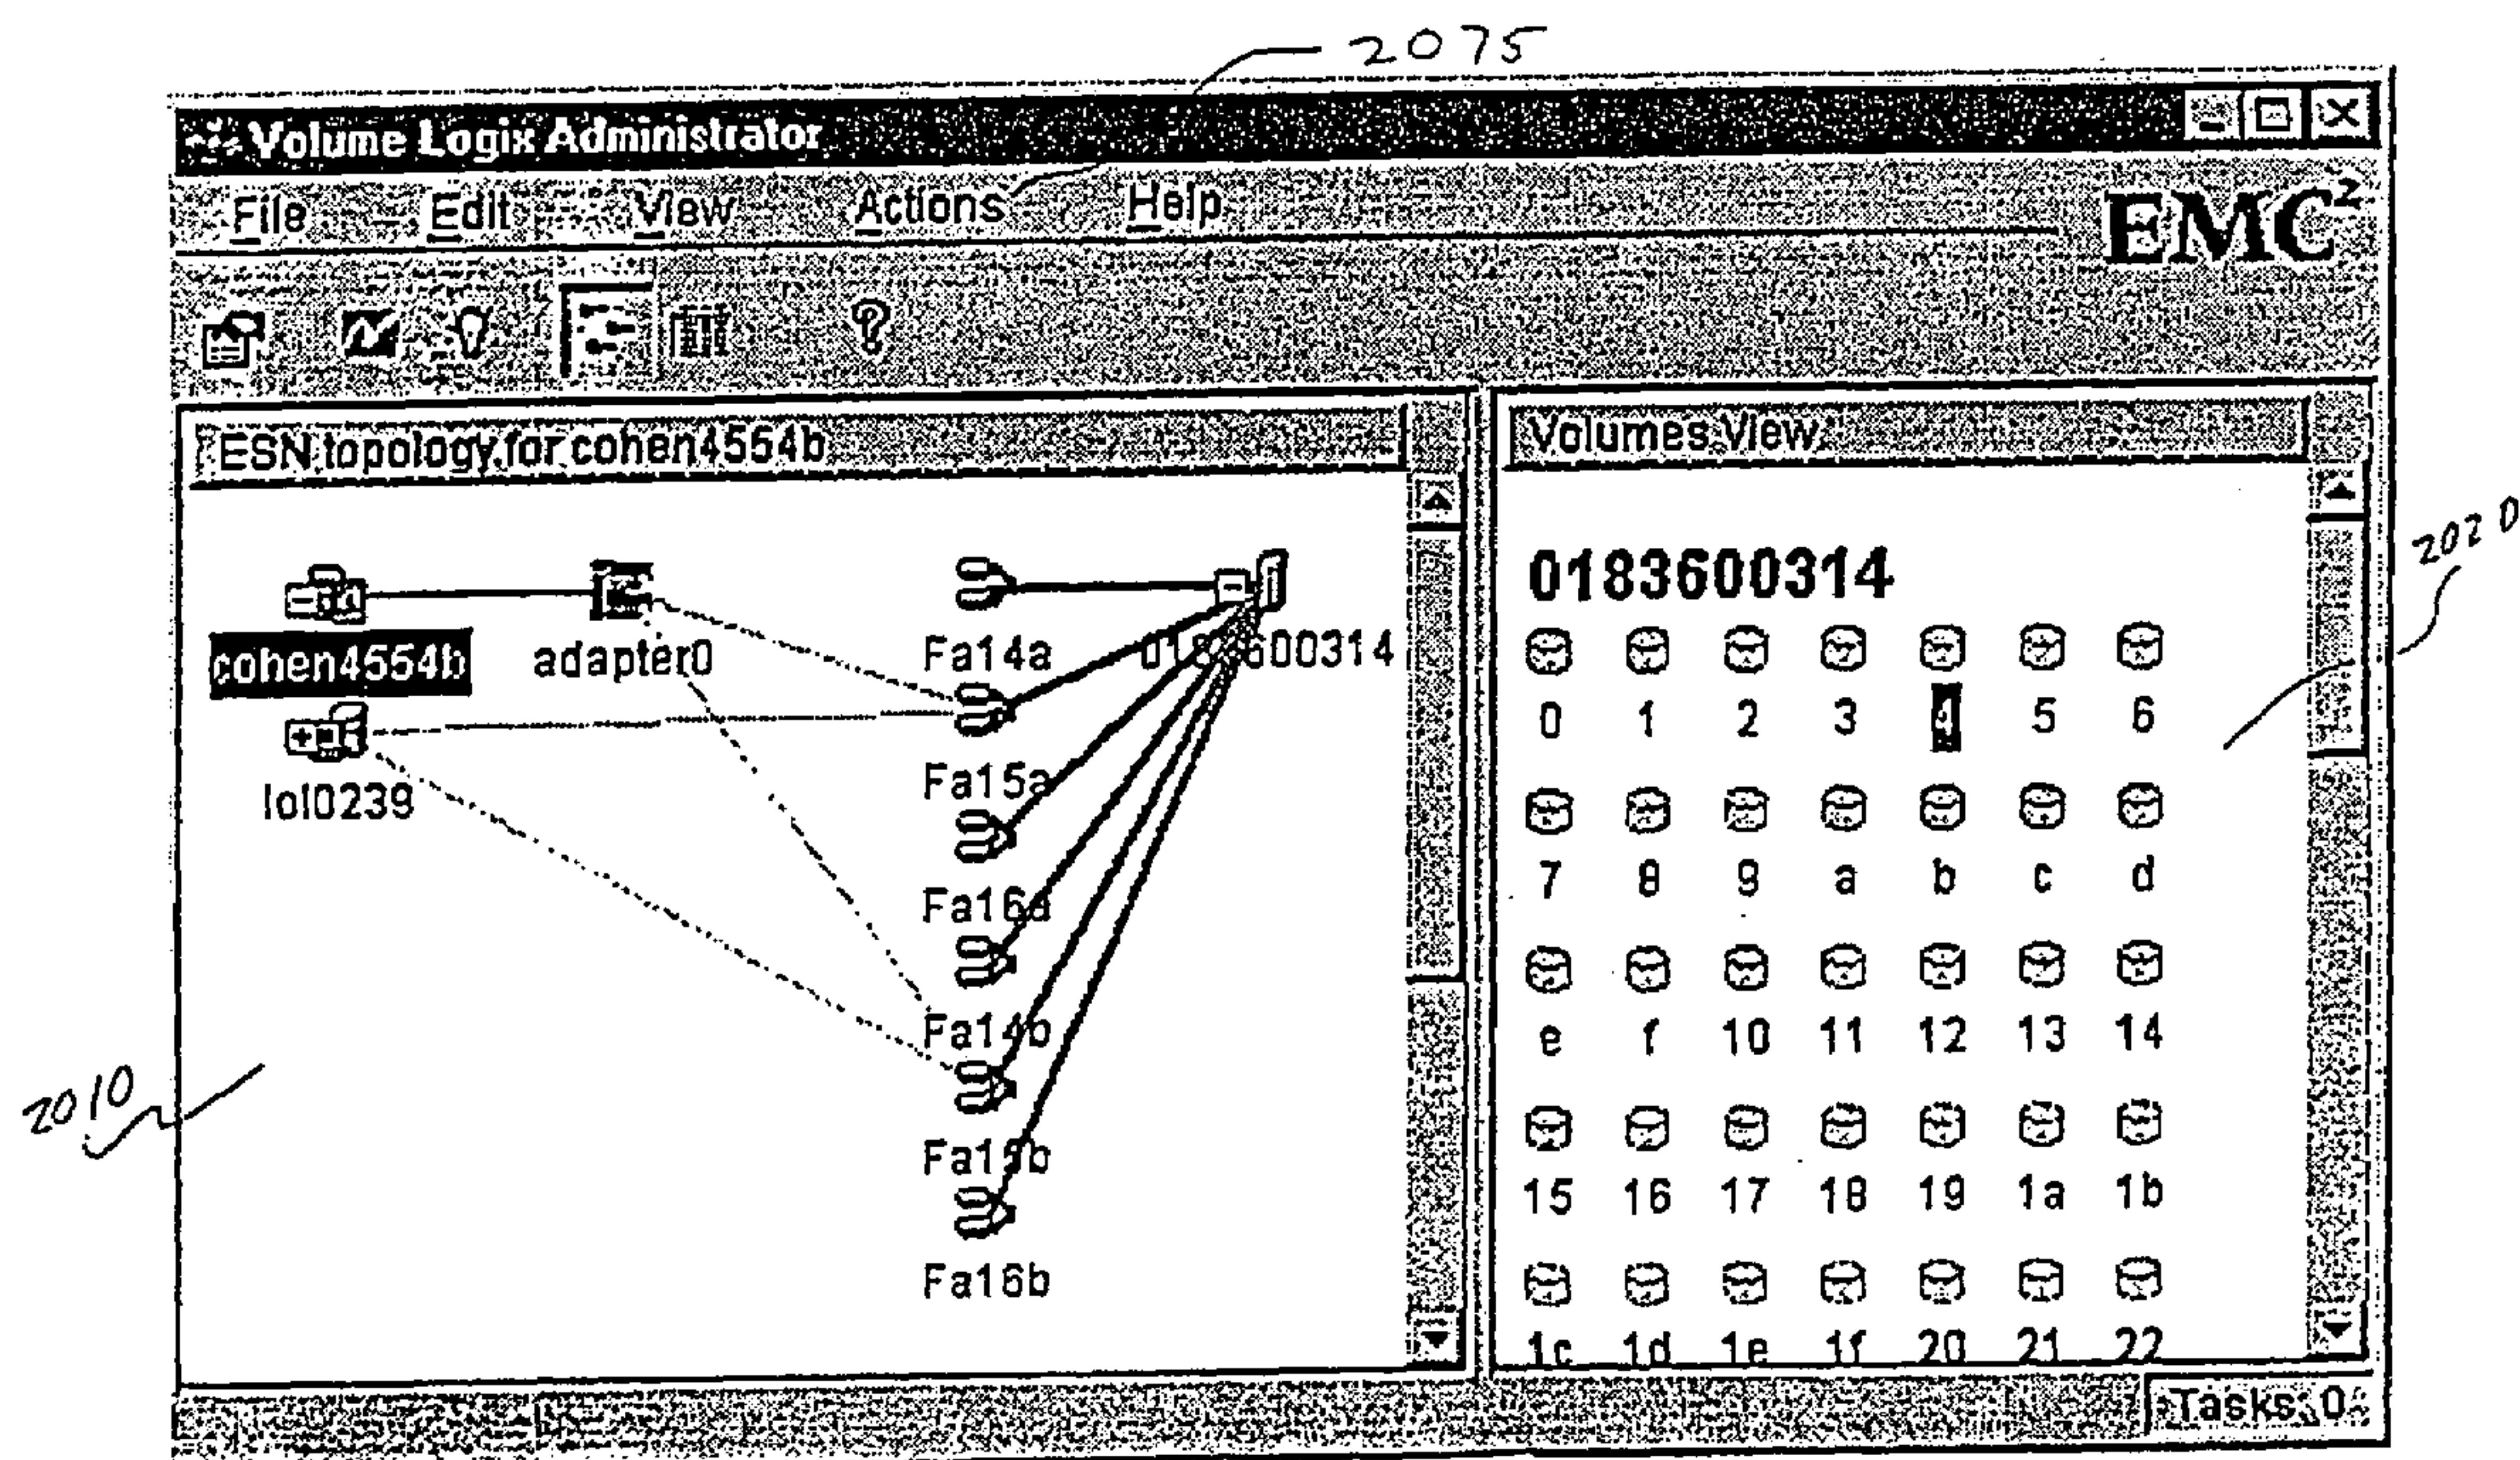 2075
Volume Logix Administrator
File Edit View Actions Help
EMC²
ESN topology for cohen4554b
Volumes View
2020
0183600314
cohen4554b
adapter0
Fa14a
0183600314
lol0239
Fa15a
Fa16a
Fa14b
Fa15b
Fa16b
2010
0 1 2 3 4 5 6
7 8 9 a b c d
e f 10 11 12 13 14
15 16 17 18 19 1a 1b
1c 1d 1e 1f 20 21 22
Tasks: 0